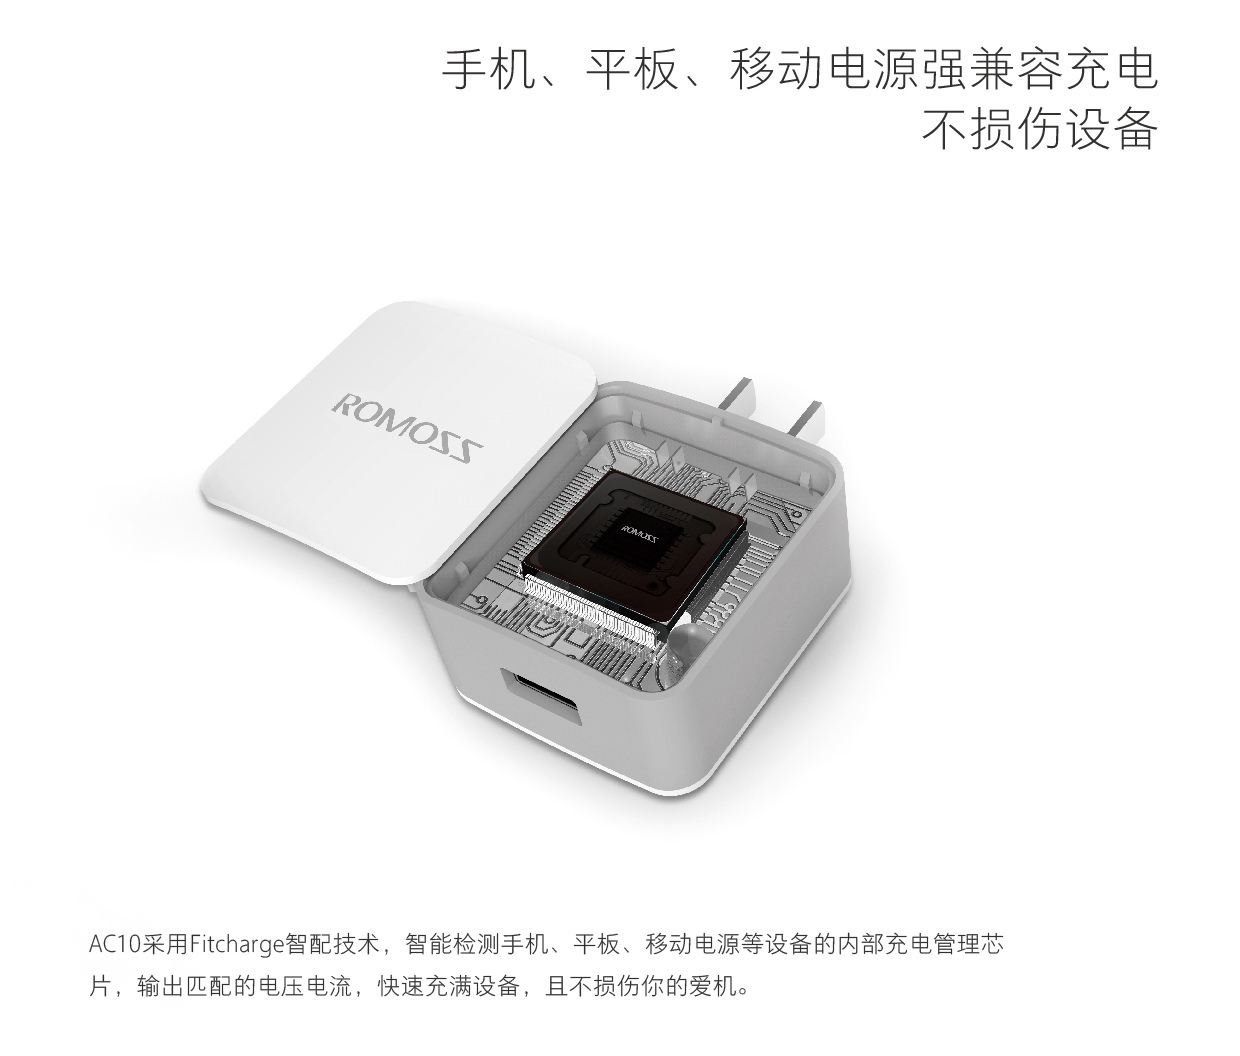 手机、平板、移动电源强兼容充电
不损伤设备
ROMOSS
ROMOSS
AC10采用Fitcharge智配技术，智能检测手机、平板、移动电源等设备的内部充电管理芯
片，输出匹配的电压电流，快速充满设备，且不损伤你的爱机。